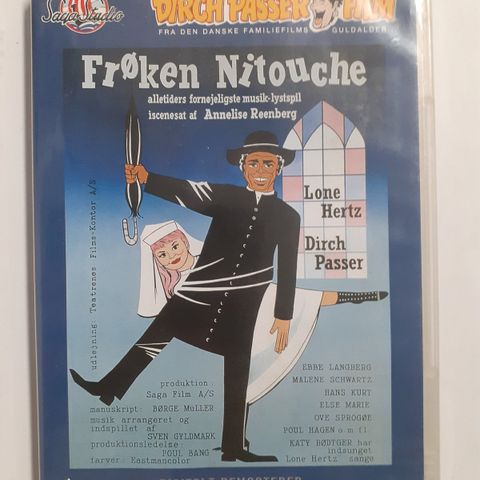 Saga Studio
DIRCH PASSER FILM
FRA DEN DANSKE FAMILIEFILMS GULDALDER
Frøken Nitouche
alletiders fornøjeligste musik-lystspil
iscenesat af Annelise Reenberg
Lone
Hertz
Dirch
Passer
udlejning: Teatrenes Films-Kontor A/S
produktion:
Saga Film A/S
manuskript: BØRGE MüLLER
musik arrangeret og
indspillet af
SVEN GYLDMARK
produktionsledelse:
POUL BANG
farver: Eastmancolor
EBBE LANGBERG
MALENE SCHWARTZ
HANS KURT
ELSE MARIE
OVE SPROGØE
POUL HAGEN o m fl.
KATY BØDTGER har
indsunget
Lone Hertz' sange
DIGITALT REMASTERET